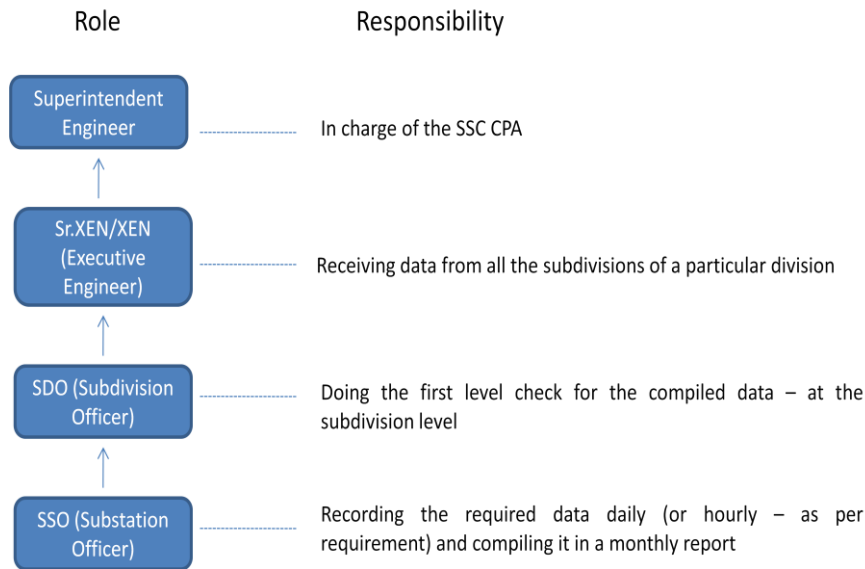 Role
Responsibility
Superintendent
Engineer
In charge of the SSC CPA
Sr.XEN/XEN
(Executive
Engineer)
Receiving data from all the subdivisions of a particular division
SDO (Subdivision
Officer)
Doing the first level check for the compiled data – at the
subdivision level
SSO (Substation
Officer)
Recording the required data daily (or hourly – as per
requirement) and compiling it in a monthly report